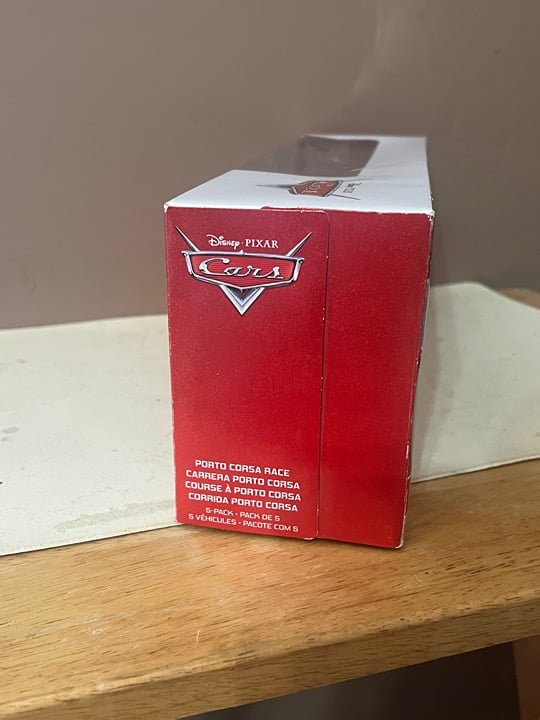 Disney · PIXAR
Cars
PORTO CORSA RACE
CARRERA PORTO CORSA
COURSE À PORTO CORSA
CORRIDA PORTO CORSA
5-PACK · PACK DE 5
5 VÉHICULES · PACOTE COM 5